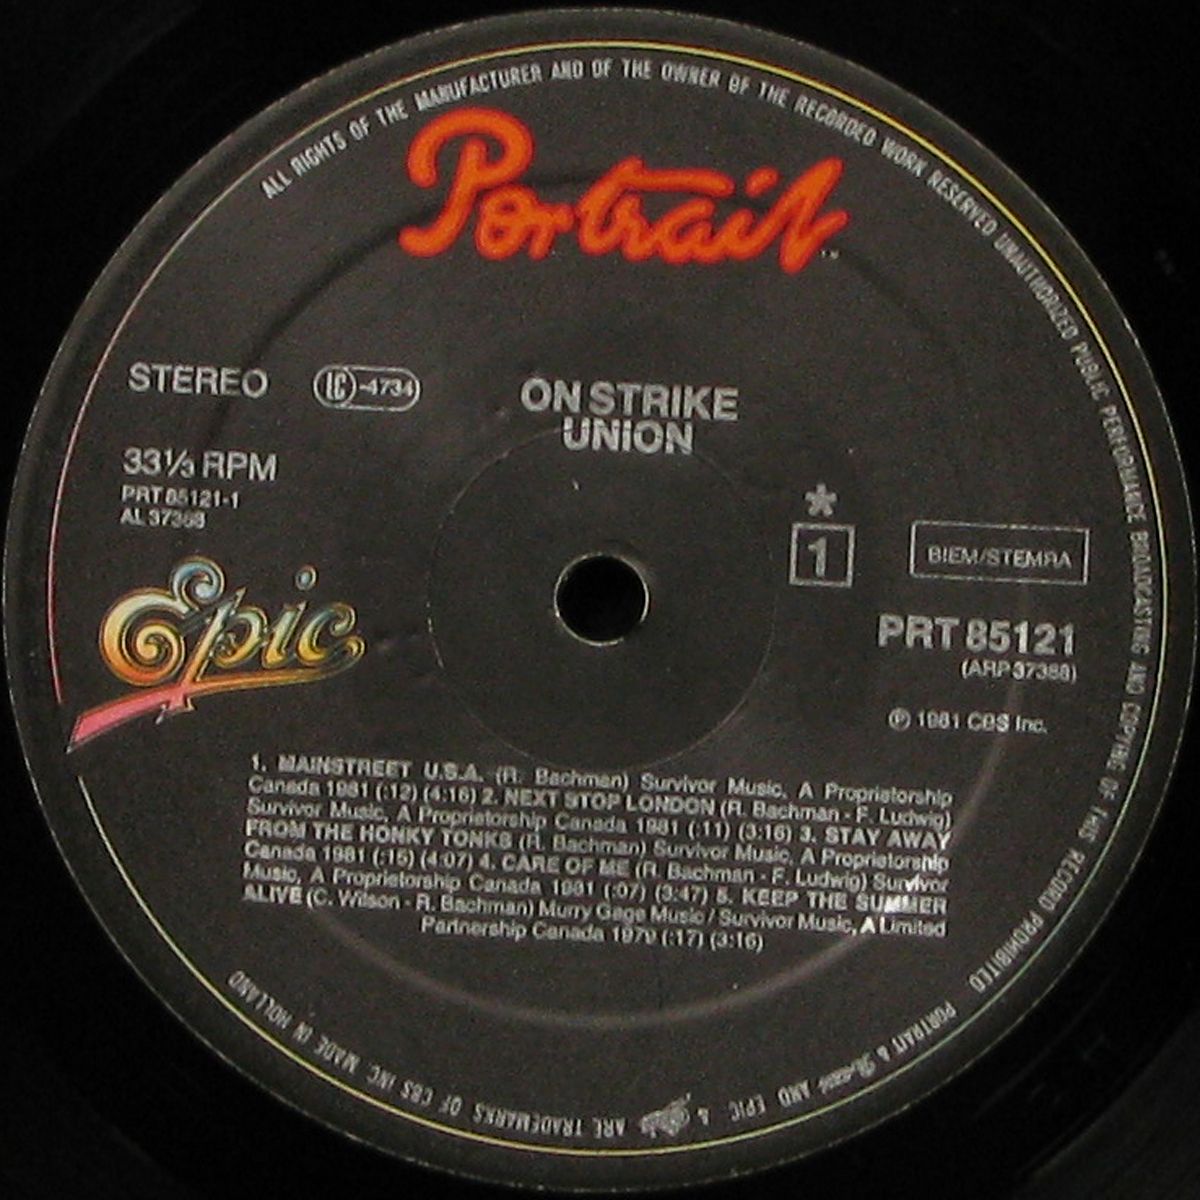 ALL RIGHTS OF THE MANUFACTURER AND OF THE OWNER OF THE RECORDED WORK RESERVED UNAUTHORIZED PUBLIC PERFORMANCE BROADCASTING AND COPYING OF THIS RECORD PROHIBITED
Portrait
STEREO
IC-4734
ON STRIKE
UNION
33⅓ RPM
PRT 85121-1
AL 37368
*
1
BIEM/STEMRA
Epic
PRT 85121
(ARP 37368)
℗ 1981 CBS Inc.
1. MAINSTREET U.S.A. (R. Bachman) Survivor Music, A Proprietorship
Canada 1981 (:12) (4:16) 2. NEXT STOP LONDON (R. Bachman - F. Ludwig)
Survivor Music, A Proprietorship Canada 1981 (:11) (3:16) 3. STAY AWAY
FROM THE HONKY TONKS (R. Bachman) Survivor Music, A Proprietorship
Canada 1981 (:15) (4:07) 4. CARE OF ME (R. Bachman - F. Ludwig) Survivor
Music, A Proprietorship Canada 1981 (:07) (3:47) 5. KEEP THE SUMMER
ALIVE (C. Wilson - R. Bachman) Murry Gage Music / Survivor Music, A Limited
Partnership Canada 1979 (:17) (3:16)
PORTRAIT & Portrait AND EPIC & Epic ARE TRADEMARKS OF CBS INC. MADE IN HOLLAND